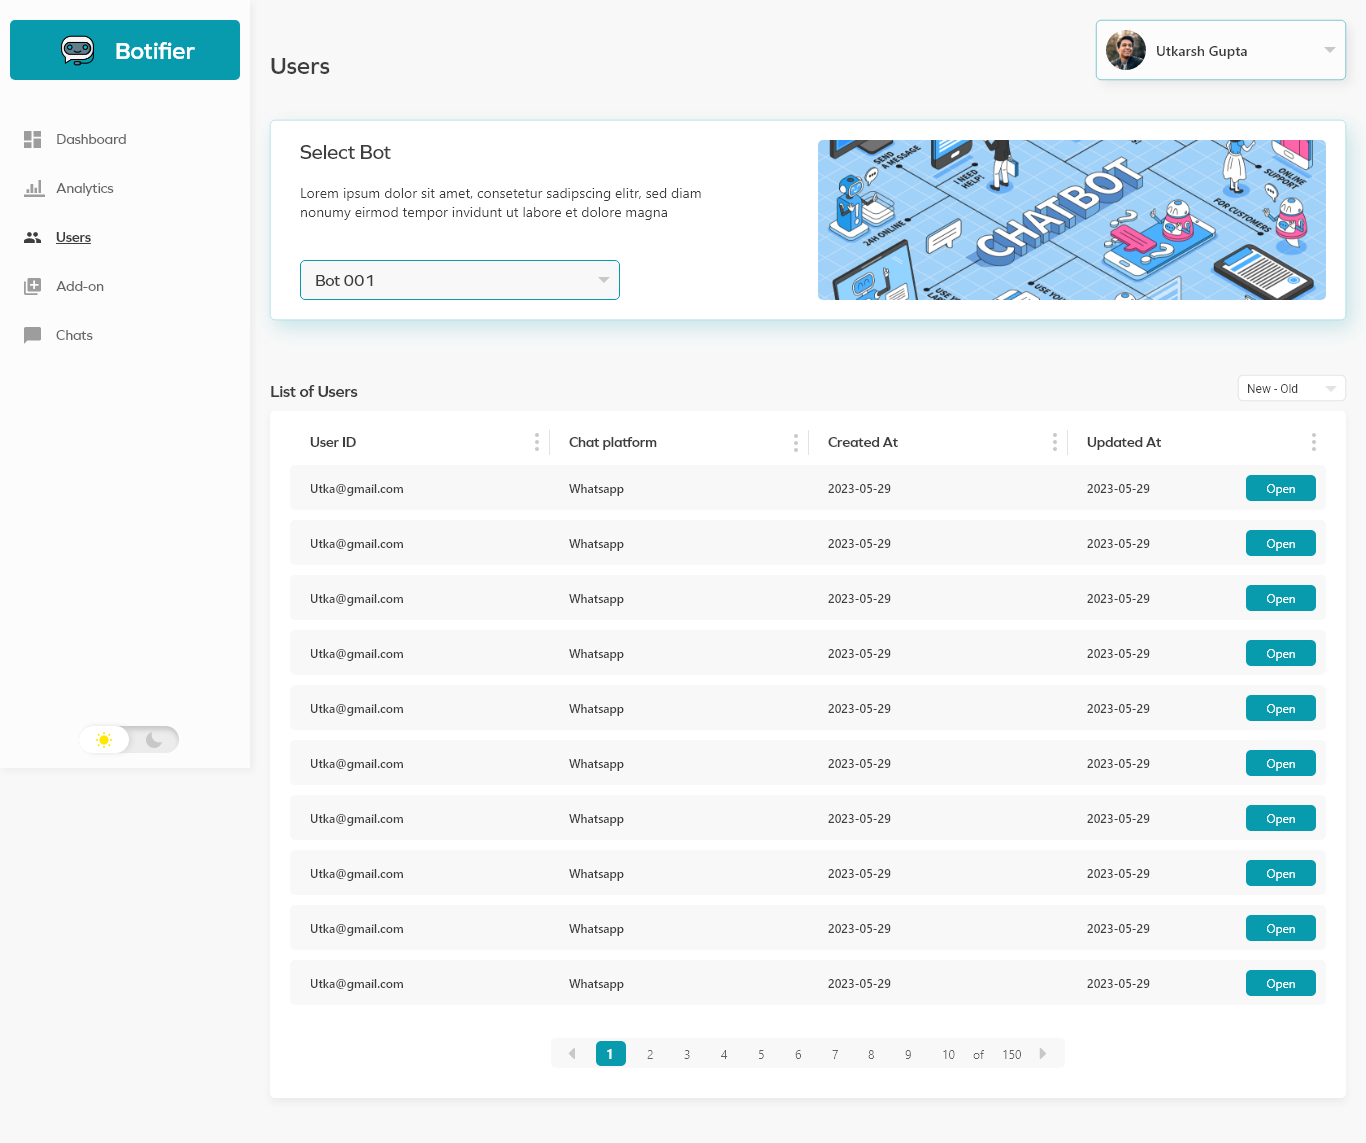 Botifier
Dashboard
Analytics
Users
Add-on
Chats
Users
Utkarsh Gupta
Select Bot
Lorem ipsum dolor sit amet, consetetur sadipscing elitr, sed diam
nonumy eirmod tempor invidunt ut labore et dolore magna
Bot 001
SEND
A MESSAGE
I NEED
HELP!
CHATBOT
ONLINE
SUPPORT
24H ONLINE
FOR CUSTOMERS
USE YOUR
USE YOU
List of Users
New - Old
User ID Chat platform Created At Updated At
Utka@gmail.com Whatsapp 2023-05-29 2023-05-29 Open
Utka@gmail.com Whatsapp 2023-05-29 2023-05-29 Open
Utka@gmail.com Whatsapp 2023-05-29 2023-05-29 Open
Utka@gmail.com Whatsapp 2023-05-29 2023-05-29 Open
Utka@gmail.com Whatsapp 2023-05-29 2023-05-29 Open
Utka@gmail.com Whatsapp 2023-05-29 2023-05-29 Open
Utka@gmail.com Whatsapp 2023-05-29 2023-05-29 Open
Utka@gmail.com Whatsapp 2023-05-29 2023-05-29 Open
Utka@gmail.com Whatsapp 2023-05-29 2023-05-29 Open
Utka@gmail.com Whatsapp 2023-05-29 2023-05-29 Open
1 2 3 4 5 6 7 8 9 10 of 150